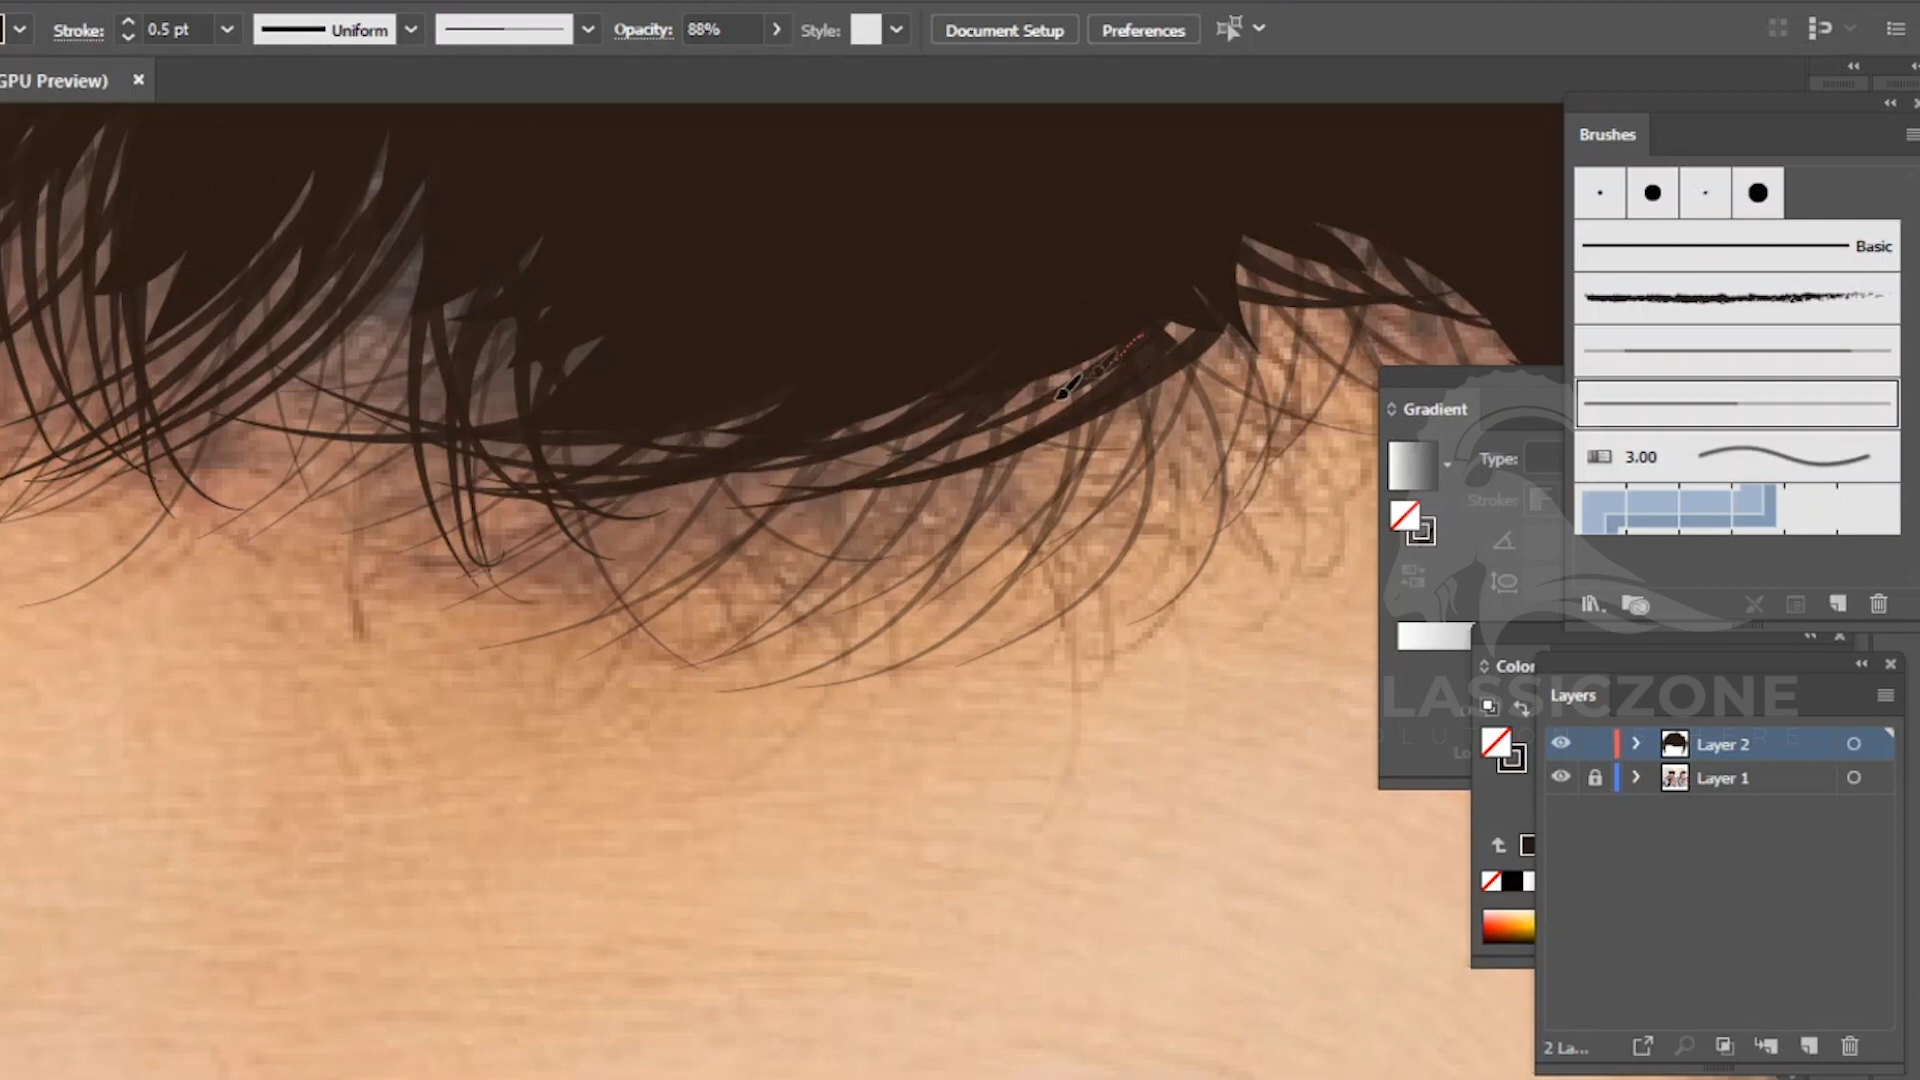 Stroke: 0.5 pt Uniform Opacity: 88% Style: Document Setup Preferences
GPU Preview) ×
Brushes
Basic
Gradient
Type:
3.00
Stroke:
Color
Layers
LASSICZONE
Layer 2
Layer 1
2 La...